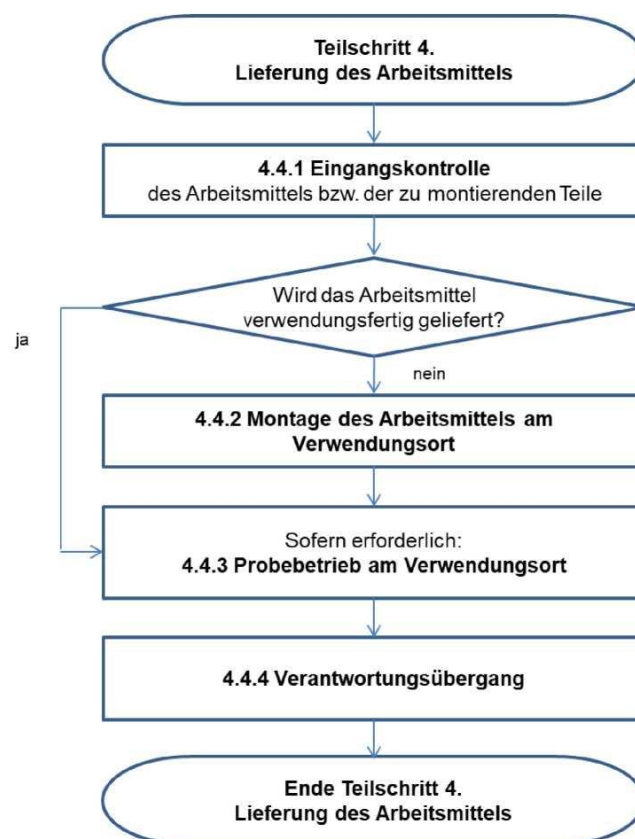 Teilschritt 4.
Lieferung des Arbeitsmittels
4.4.1 Eingangskontrolle
des Arbeitsmittels bzw. der zu montierenden Teile
Wird das Arbeitsmittel
verwendungsfertig geliefert?
ja
nein
4.4.2 Montage des Arbeitsmittels am
Verwendungsort
Sofern erforderlich:
4.4.3 Probebetrieb am Verwendungsort
4.4.4 Verantwortungsübergang
Ende Teilschritt 4.
Lieferung des Arbeitsmittels